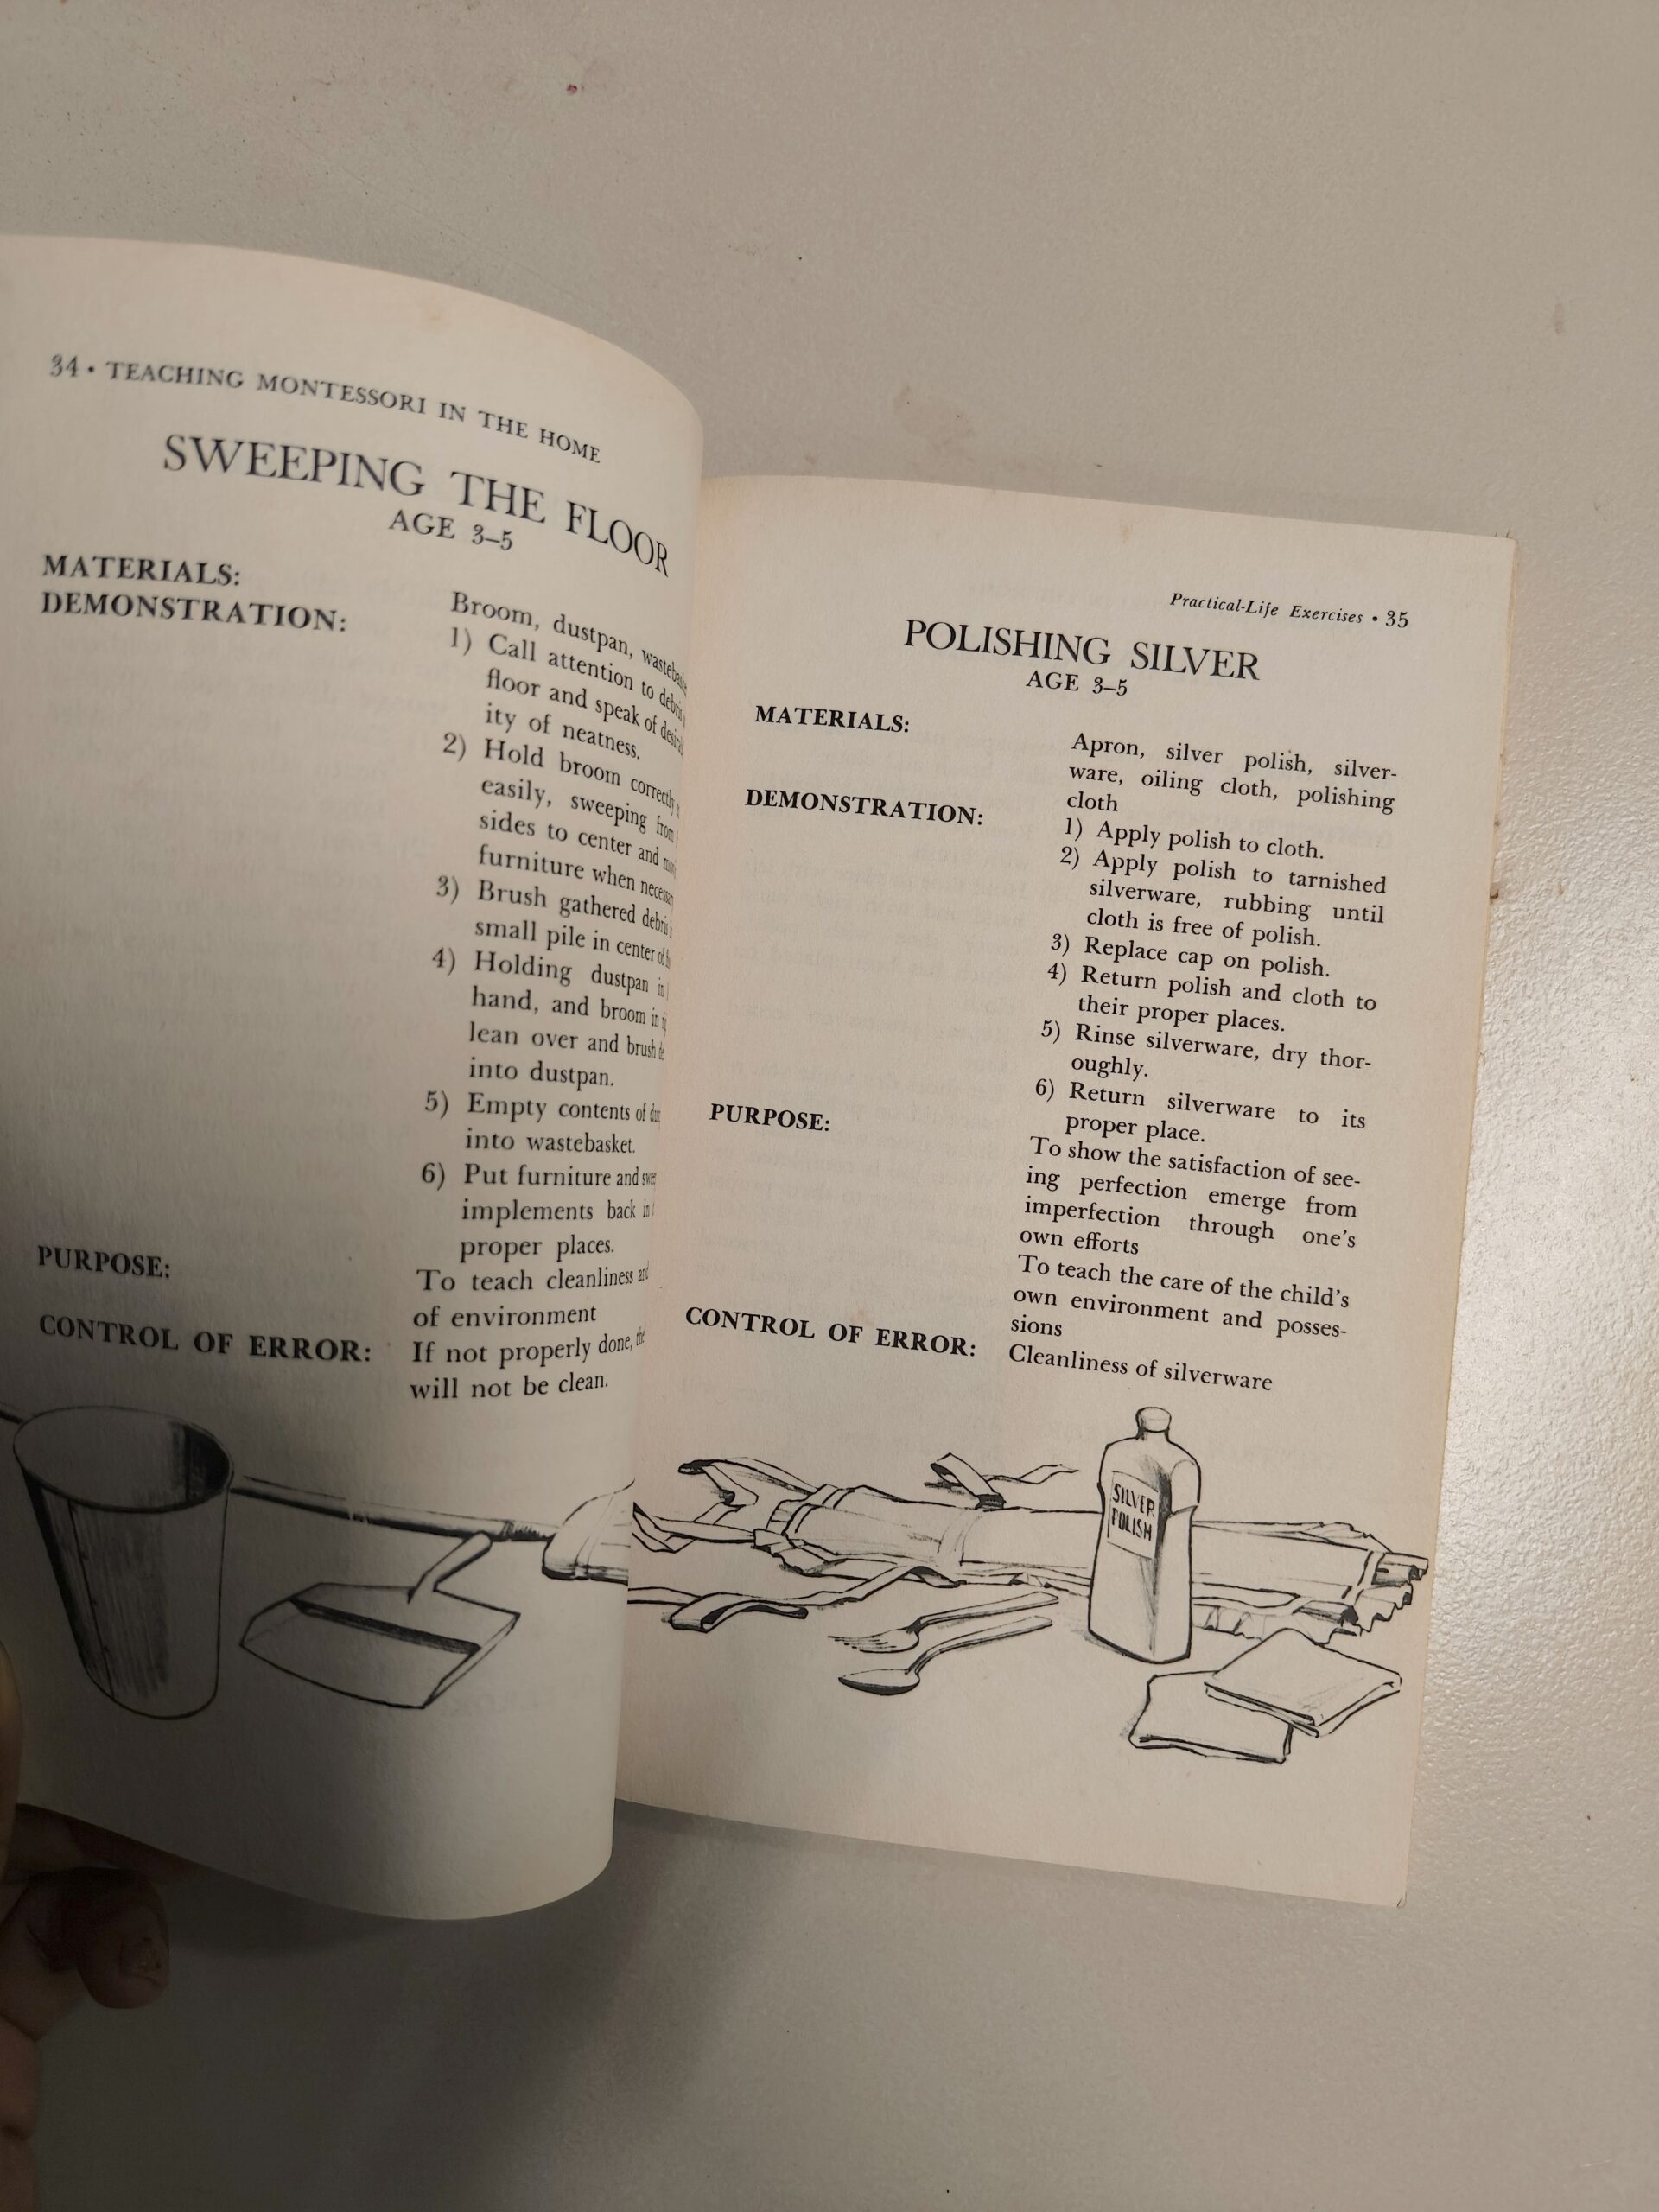 34 • TEACHING MONTESSORI IN THE HOME
SWEEPING THE FLOOR
AGE 3–5
MATERIALS:
Broom, dustpan,
DEMONSTRATION:
1) Call attention to
floor and speak of
ity of neatness.
2) Hold broom correctly
easily, sweeping from
sides to center and
furniture when
3) Brush gathered debris
small pile in center of
4) Holding dustpan in
hand, and broom in
lean over and brush
into dustpan.
5) Empty contents of
into wastebasket.
6) Put furniture and
implements back in
proper places.
PURPOSE:
To teach cleanliness and
of environment
CONTROL OF ERROR:
If not properly done,
will not be clean.
Practical-Life Exercises • 35
POLISHING SILVER
AGE 3–5
MATERIALS:
Apron, silver polish, silver-
ware, oiling cloth, polishing
cloth
DEMONSTRATION:
1) Apply polish to cloth.
2) Apply polish to tarnished
silverware, rubbing until
cloth is free of polish.
3) Replace cap on polish.
4) Return polish and cloth to
their proper places.
5) Rinse silverware, dry thor-
oughly.
6) Return silverware to its
proper place.
PURPOSE:
To show the satisfaction of see-
ing perfection emerge from
imperfection through one's
own efforts
To teach the care of the child's
own environment and posses-
sions
CONTROL OF ERROR:
Cleanliness of silverware
SILVER
POLISH